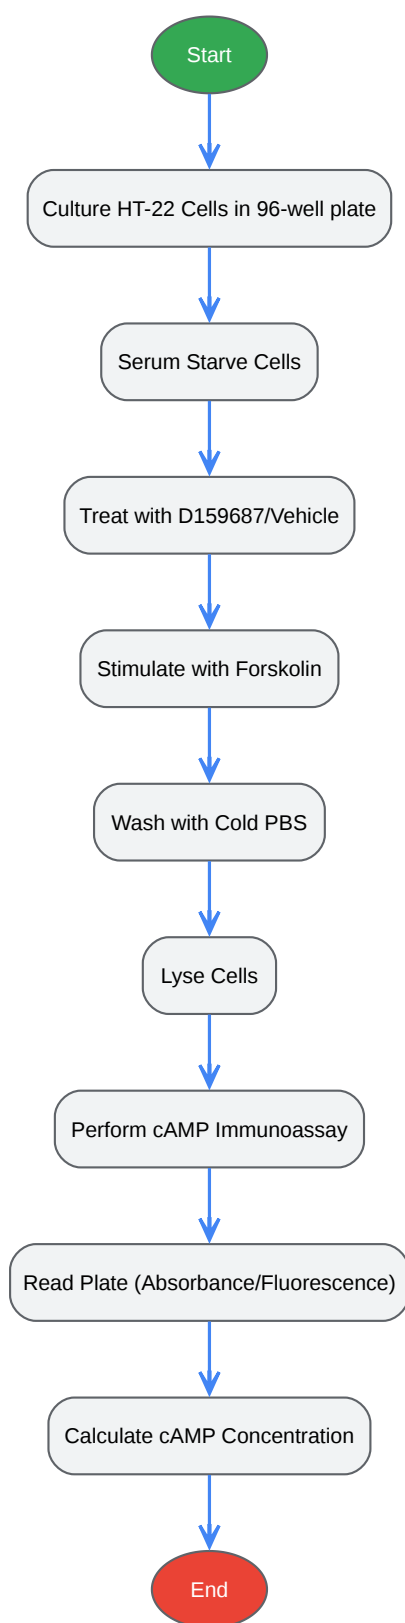 Start
Culture HT-22 Cells in 96-well plate
Serum Starve Cells
Treat with D159687/Vehicle
Stimulate with Forskolin
Wash with Cold PBS
Lyse Cells
Perform cAMP Immunoassay
Read Plate (Absorbance/Fluorescence)
Calculate cAMP Concentration
End